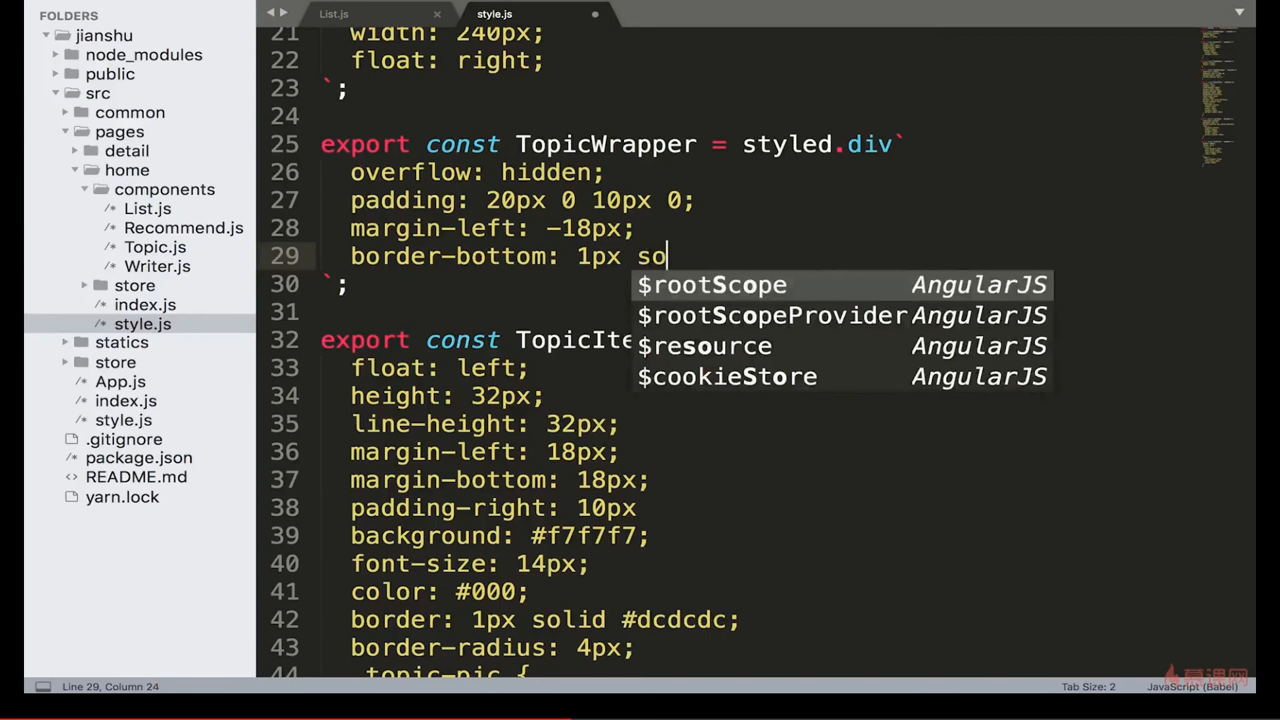 FOLDERS
jianshu
node_modules
public
src
common
pages
detail
home
components
List.js
Recommend.js
Topic.js
Writer.js
store
index.js
style.js
statics
store
App.js
index.js
style.js
.gitignore
package.json
README.md
yarn.lock
List.js
style.js
21 width: 240px;
22 float: right;
23 `;
24
25 export const TopicWrapper = styled.div`
26 overflow: hidden;
27 padding: 20px 0 10px 0;
28 margin-left: -18px;
29 border-bottom: 1px so
30 `;
31
32 export const TopicIte
33 float: left;
34 height: 32px;
35 line-height: 32px;
36 margin-left: 18px;
37 margin-bottom: 18px;
38 padding-right: 10px
39 background: #f7f7f7;
40 font-size: 14px;
41 color: #000;
42 border: 1px solid #dcdcdc;
43 border-radius: 4px;
44 .topic-pic {
$rootScope AngularJS
$rootScopeProvider AngularJS
$resource AngularJS
$cookieStore AngularJS
慕课网
Line 29, Column 24
Tab Size: 2
JavaScript (Babel)